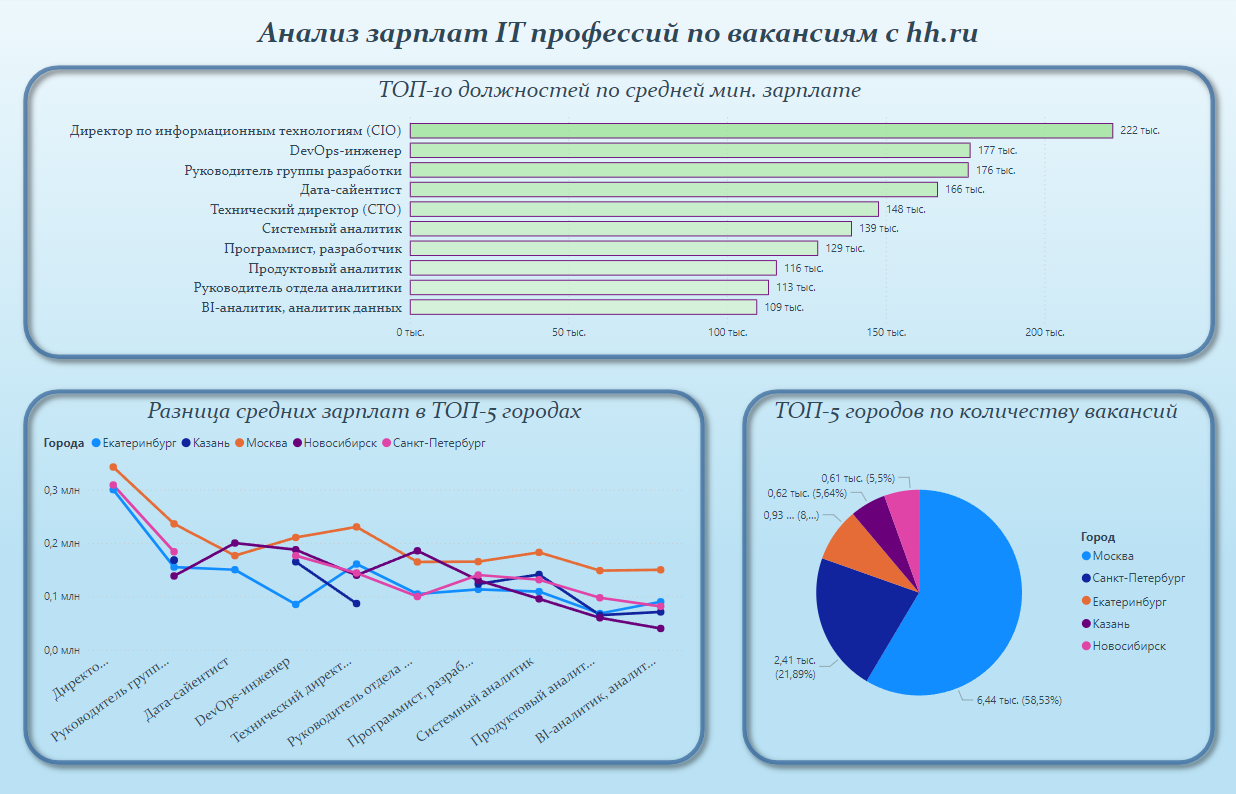 Анализ зарплат IT профессий по вакансиям с hh.ru
ТОП-10 должностей по средней мин. зарплате
Директор по информационным технологиям (CIO)
222 тыс.
DevOps-инженер
177 тыс.
Руководитель группы разработки
176 тыс.
Дата-сайентист
166 тыс.
Технический директор (CTO)
148 тыс.
Системный аналитик
139 тыс.
Программист, разработчик
129 тыс.
Продуктовый аналитик
116 тыс.
Руководитель отдела аналитики
113 тыс.
BI-аналитик, аналитик данных
109 тыс.
0 тыс. 50 тыс. 100 тыс. 150 тыс. 200 тыс.
Разница средних зарплат в ТОП-5 городах
Города Екатеринбург Казань Москва Новосибирск Санкт-Петербург
0,3 млн
0,2 млн
0,1 млн
0,0 млн
Директо...
Руководитель групп...
Дата-сайентист
DevOps-инженер
Технический директ...
Руководитель отдела ...
Программист, разраб...
Системный аналитик
Продуктовый аналит...
BI-аналитик, аналит...
ТОП-5 городов по количеству вакансий
0,61 тыс. (5,5%)
0,62 тыс. (5,64%)
0,93 ... (8,...)
2,41 тыс.
(21,89%)
6,44 тыс. (58,53%)
Город
Москва
Санкт-Петербург
Екатеринбург
Казань
Новосибирск